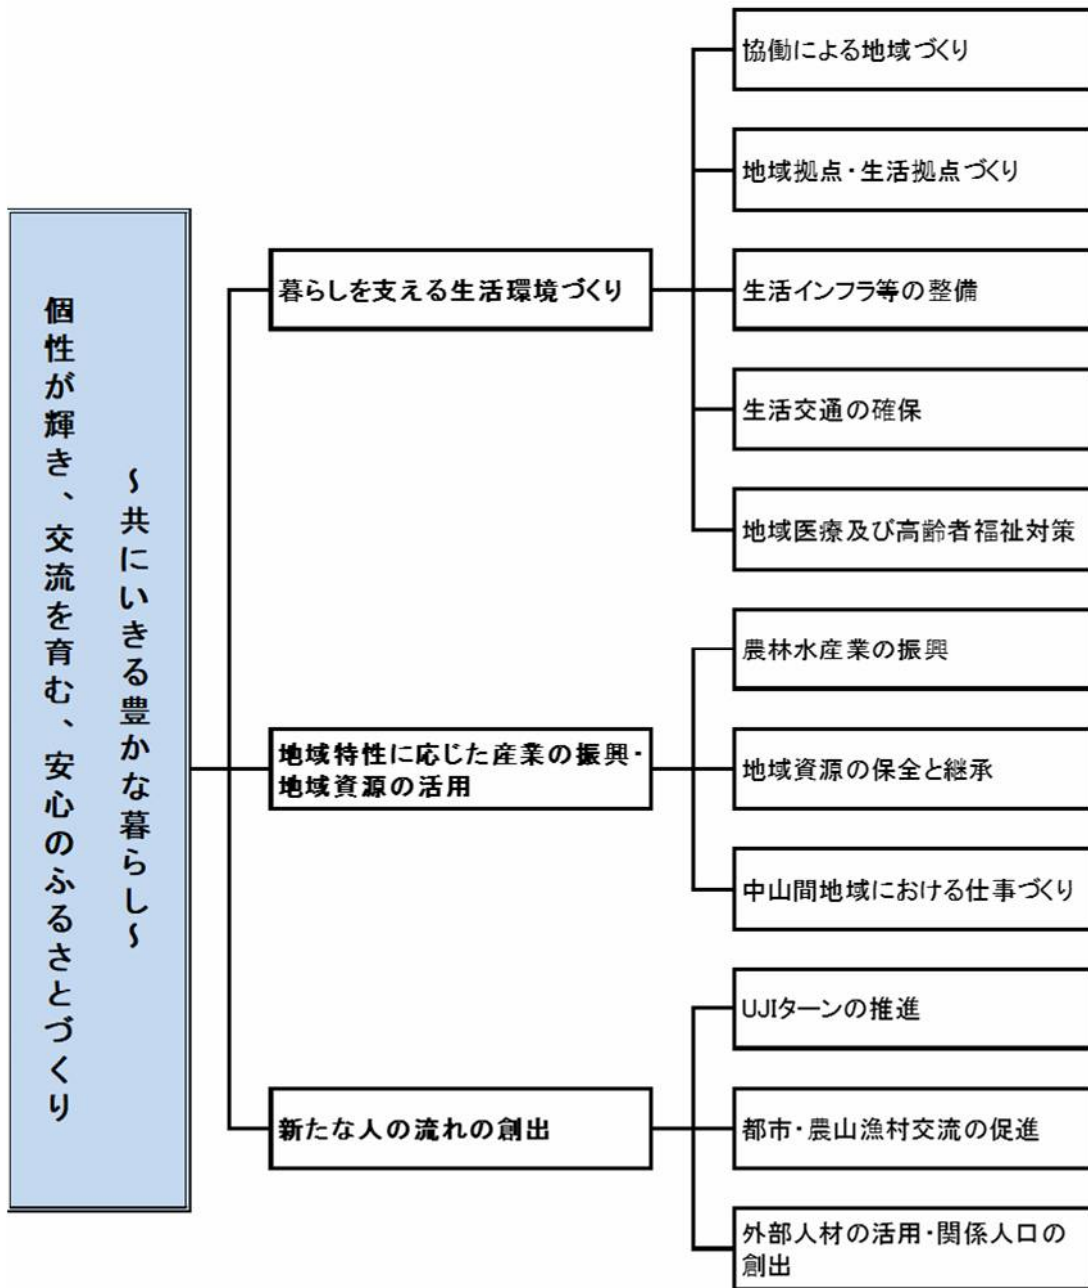 個性が輝き、交流を育む、安心のふるさとづくり
～共にいきる豊かな暮らし～
暮らしを支える生活環境づくり
協働による地域づくり
地域拠点・生活拠点づくり
生活インフラ等の整備
生活交通の確保
地域医療及び高齢者福祉対策
地域特性に応じた産業の振興・
地域資源の活用
農林水産業の振興
地域資源の保全と継承
中山間地域における仕事づくり
新たな人の流れの創出
UJIターンの推進
都市・農山漁村交流の促進
外部人材の活用・関係人口の
創出